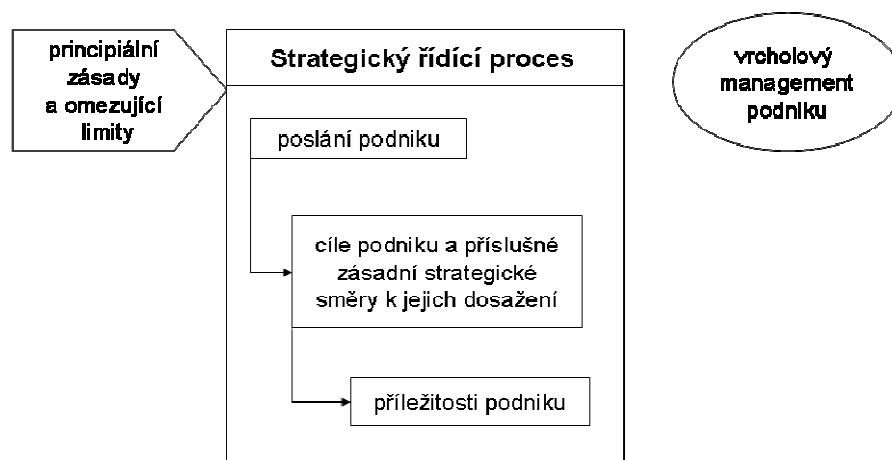 principiální
zásady
a omezující
limity
Strategický řídící proces
poslání podniku
cíle podniku a příslušné
zásadní strategické
směry k jejich dosažení
příležitosti podniku
vrcholový
management
podniku